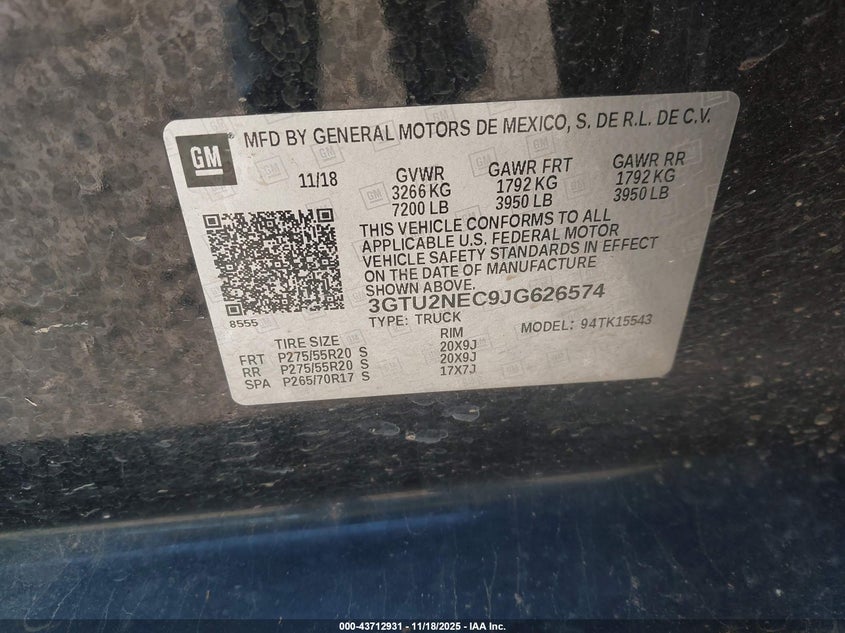 GM
MFD BY GENERAL MOTORS DE MEXICO, S. DE R.L. DE C.V.
11/18 GVWR GAWR FRT GAWR RR
3266 KG 1792 KG 1792 KG
7200 LB 3950 LB 3950 LB
THIS VEHICLE CONFORMS TO ALL
APPLICABLE U.S. FEDERAL MOTOR
VEHICLE SAFETY STANDARDS IN EFFECT
ON THE DATE OF MANUFACTURE
SHOWN ABOVE.
3GTU2NEC9JG626574
8555
TYPE: TRUCK MODEL: 94TK15543
TIRE SIZE RIM
FRT P275/55R20 S 20X9J
RR P275/55R20 S 20X9J
SPA P265/70R17 S 17X7J
000-43712931 - 11/18/2025 - IAA Inc.